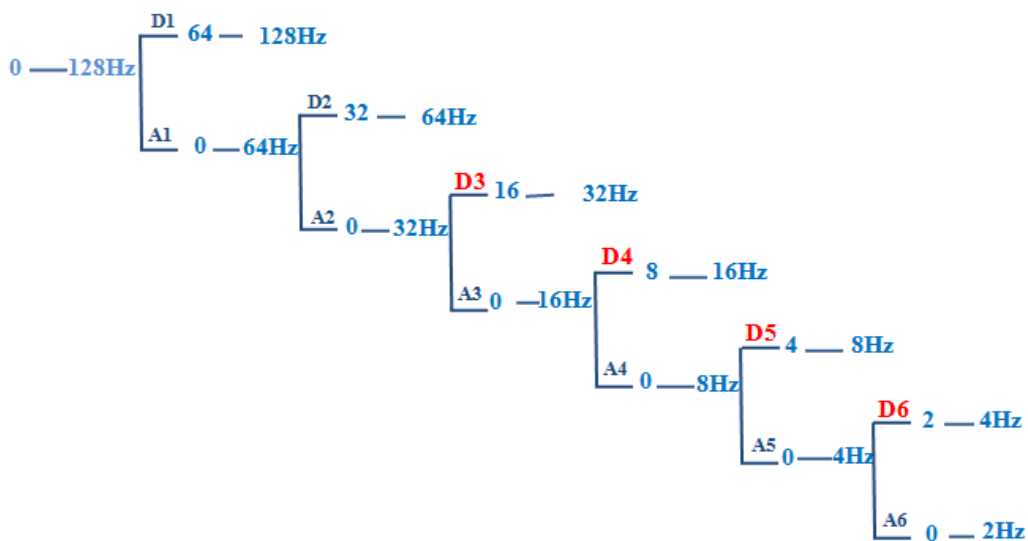 D1 64 — 128Hz
0 — 128Hz
D2 32 — 64Hz
A1 0 — 64Hz
D3 16 — 32Hz
A2 0 — 32Hz
D4 8 — 16Hz
A3 0 — 16Hz
D5 4 — 8Hz
A4 0 — 8Hz
D6 2 — 4Hz
A5 0 — 4Hz
A6 0 — 2Hz